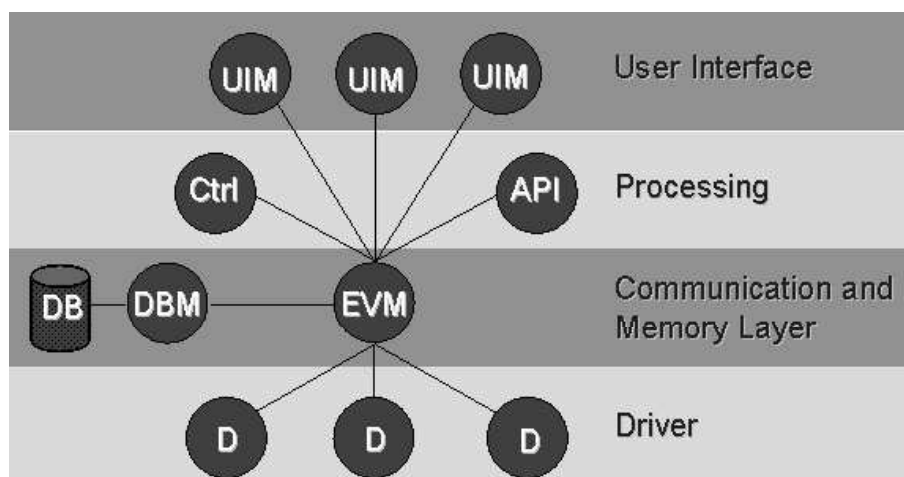 UIM
UIM
UIM
User Interface
Ctrl
API
Processing
DB
DBM
EVM
Communication and
Memory Layer
D
D
D
Driver